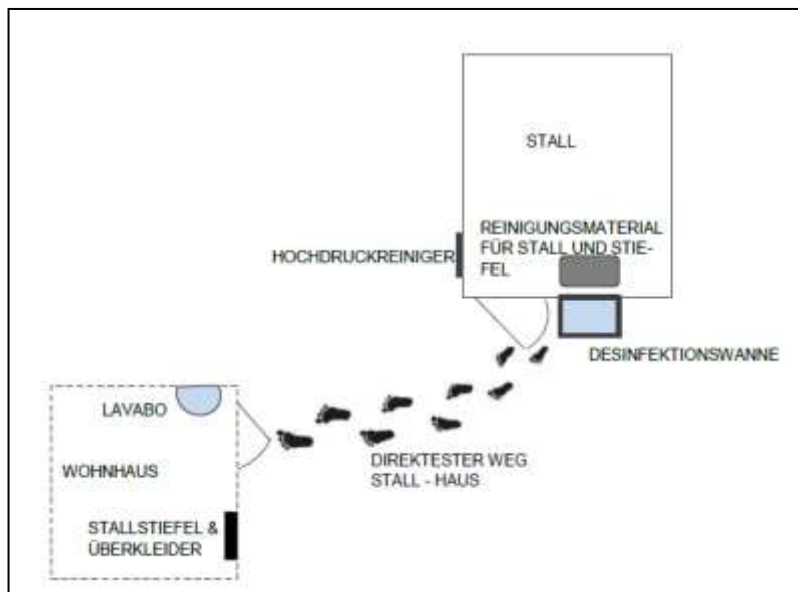 STALL
REINIGUNGSMATERIAL
FÜR STALL UND STIE-
FEL
HOCHDRUCKREINIGER
DESINFEKTIONSWANNE
LAVABO
WOHNHAUS
DIREKTESTER WEG
STALL - HAUS
STALLSTIEFEL &
ÜBERKLEIDER